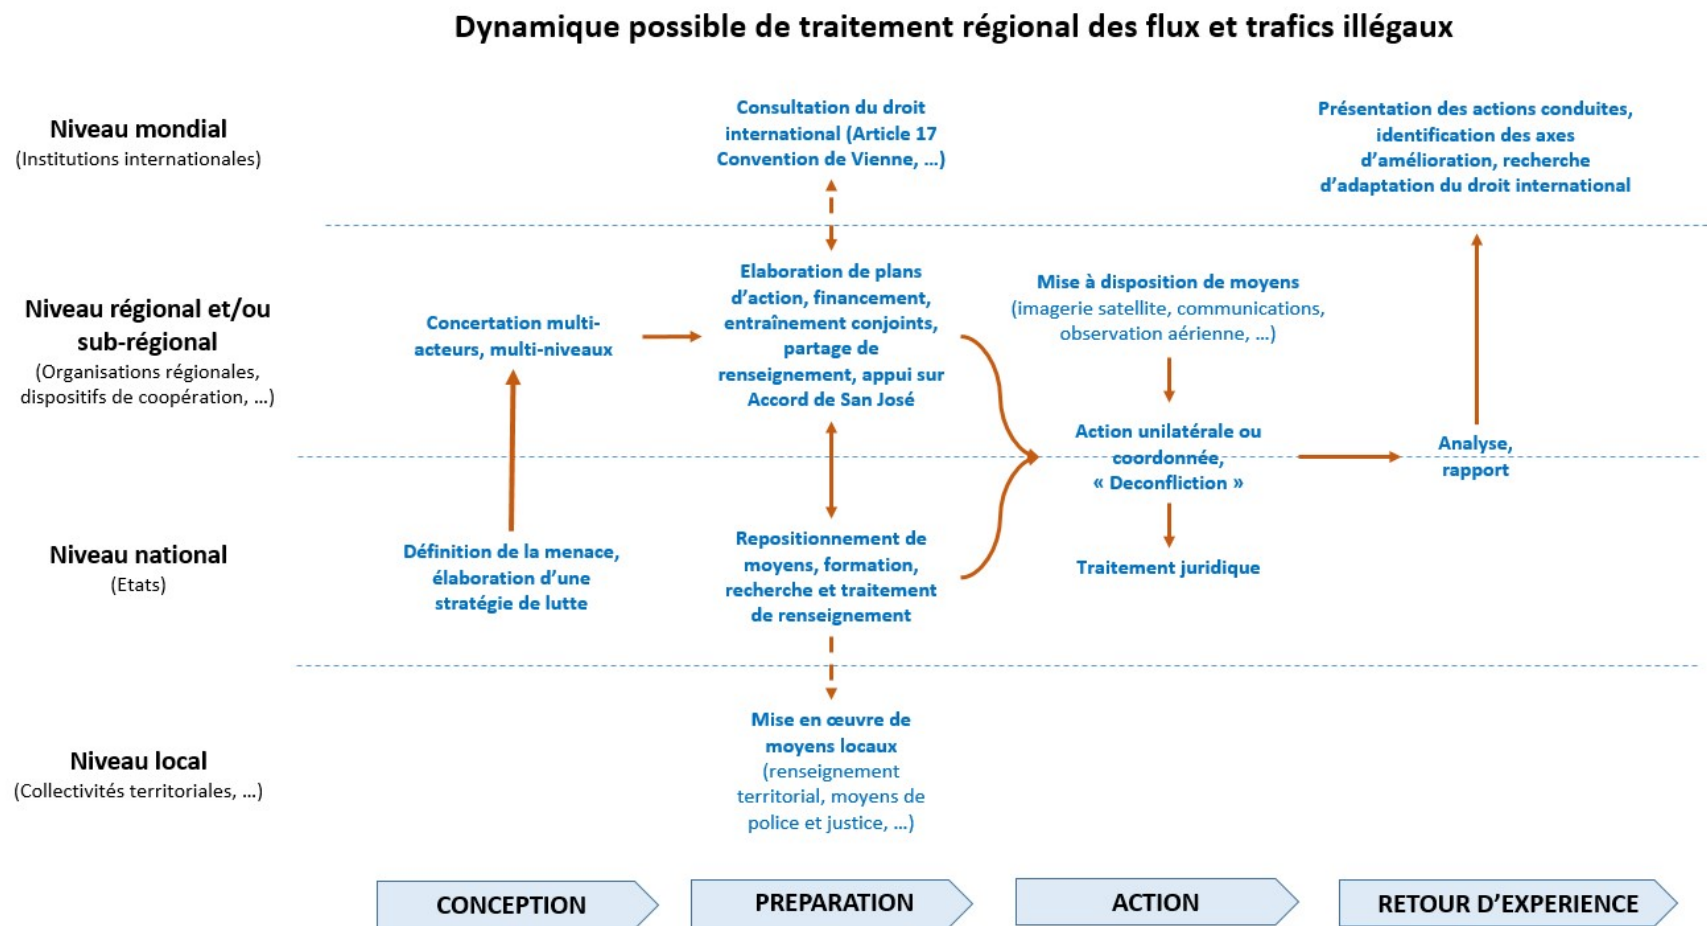 Dynamique possible de traitement régional des flux et trafics illégaux
Niveau mondial
(Institutions internationales)
Consultation du droit
international (Article 17
Convention de Vienne, …)
Présentation des actions conduites,
identification des axes
d’amélioration, recherche
d’adaptation du droit international
Niveau régional et/ou
sub-régional
(Organisations régionales,
dispositifs de coopération, …)
Concertation multi-
acteurs, multi-niveaux
Elaboration de plans
d’action, financement,
entraînement conjoints,
partage de
renseignement, appui sur
Accord de San José
Mise à disposition de moyens
(imagerie satellite, communications,
observation aérienne, …)
Action unilatérale ou
coordonnée,
« Deconfliction »
Analyse,
rapport
Niveau national
(Etats)
Définition de la menace,
élaboration d’une
stratégie de lutte
Repositionnement de
moyens, formation,
recherche et traitement
de renseignement
Traitement juridique
Niveau local
(Collectivités territoriales, …)
Mise en œuvre de
moyens locaux
(renseignement
territorial, moyens de
police et justice, …)
CONCEPTION
PREPARATION
ACTION
RETOUR D’EXPERIENCE